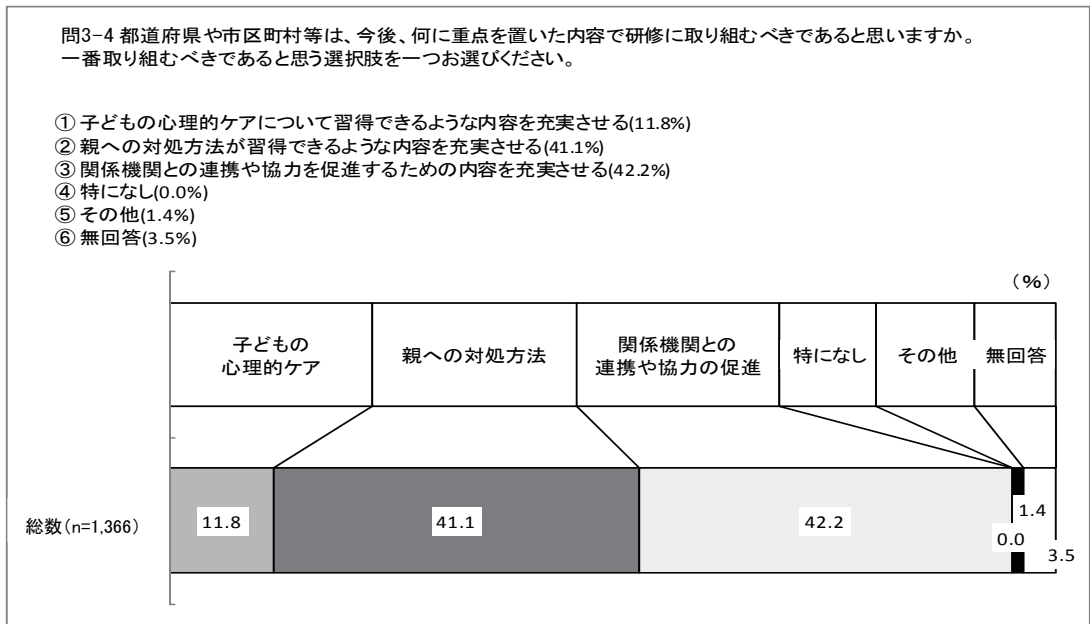 問3-4 都道府県や市区町村等は、今後、何に重点を置いた内容で研修に取り組むべきであると思いますか。
一番取り組むべきであると思う選択肢を一つお選びください。
① 子どもの心理的ケアについて習得できるような内容を充実させる(11.8%)
② 親への対処方法が習得できるような内容を充実させる(41.1%)
③ 関係機関との連携や協力を促進するための内容を充実させる(42.2%)
④ 特になし(0.0%)
⑤ その他(1.4%)
⑥ 無回答(3.5%)
(%)
子どもの
心理的ケア
親への対処方法
関係機関との
連携や協力の促進
特になし
その他
無回答
総数(n=1,366)
11.8
41.1
42.2
0.0
1.4
3.5